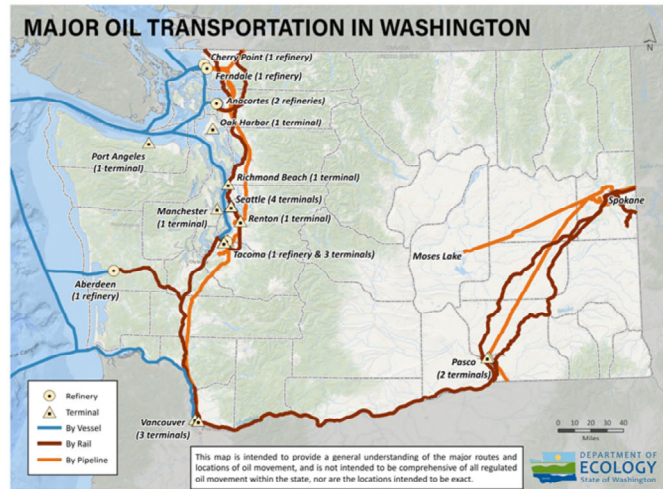 MAJOR OIL TRANSPORTATION IN WASHINGTON
N
Cherry Point (1 refinery)
Ferndale (1 refinery)
Anacortes (2 refineries)
Oak Harbor (1 terminal)
Port Angeles
(1 terminal)
Richmond Beach (1 terminal)
Seattle (4 terminals)
Manchester
(1 terminal)
Renton (1 terminal)
Spokane
Moses Lake
Tacoma (1 refinery & 3 terminals)
Aberdeen
(1 refinery)
Pasco
(2 terminals)
Refinery
Terminal
By Vessel
By Rail
By Pipeline
Vancouver
(3 terminals)
0 10 20 30 40
Miles
This map is intended to provide a general understanding of the major routes and
locations of oil movement, and is not intended to be comprehensive of all regulated
oil movement within the state, nor are the locations intended to be exact.
DEPARTMENT OF
ECOLOGY
State of Washington